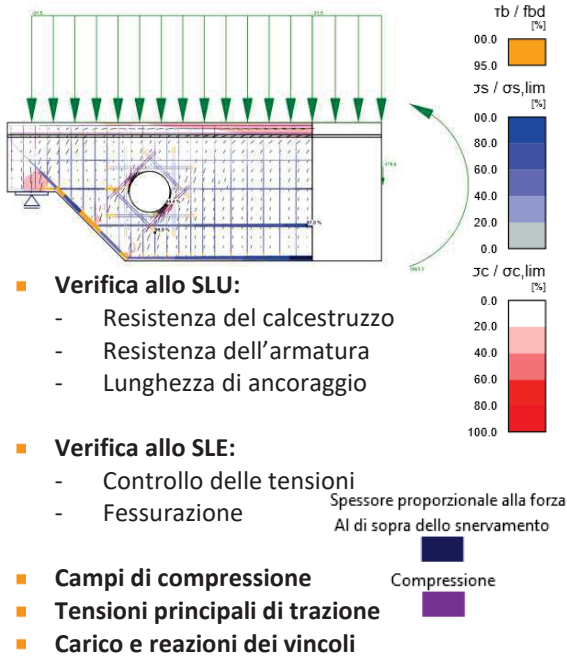 -31.5
-31.5
τb / fbd
[%]
00.0
95.0
σs / σs,lim
[%]
00.0
80.0
60.0
40.0
20.0
0.0
σc / σc,lim
[%]
0.0
20.0
40.0
60.0
80.0
100.0
Verifica allo SLU:
- Resistenza del calcestruzzo
- Resistenza dell'armatura
- Lunghezza di ancoraggio
Verifica allo SLE:
- Controllo delle tensioni
- Fessurazione
Spessore proporzionale alla forza
Al di sopra dello snervamento
Compressione
Campi di compressione
Tensioni principali di trazione
Carico e reazioni dei vincoli